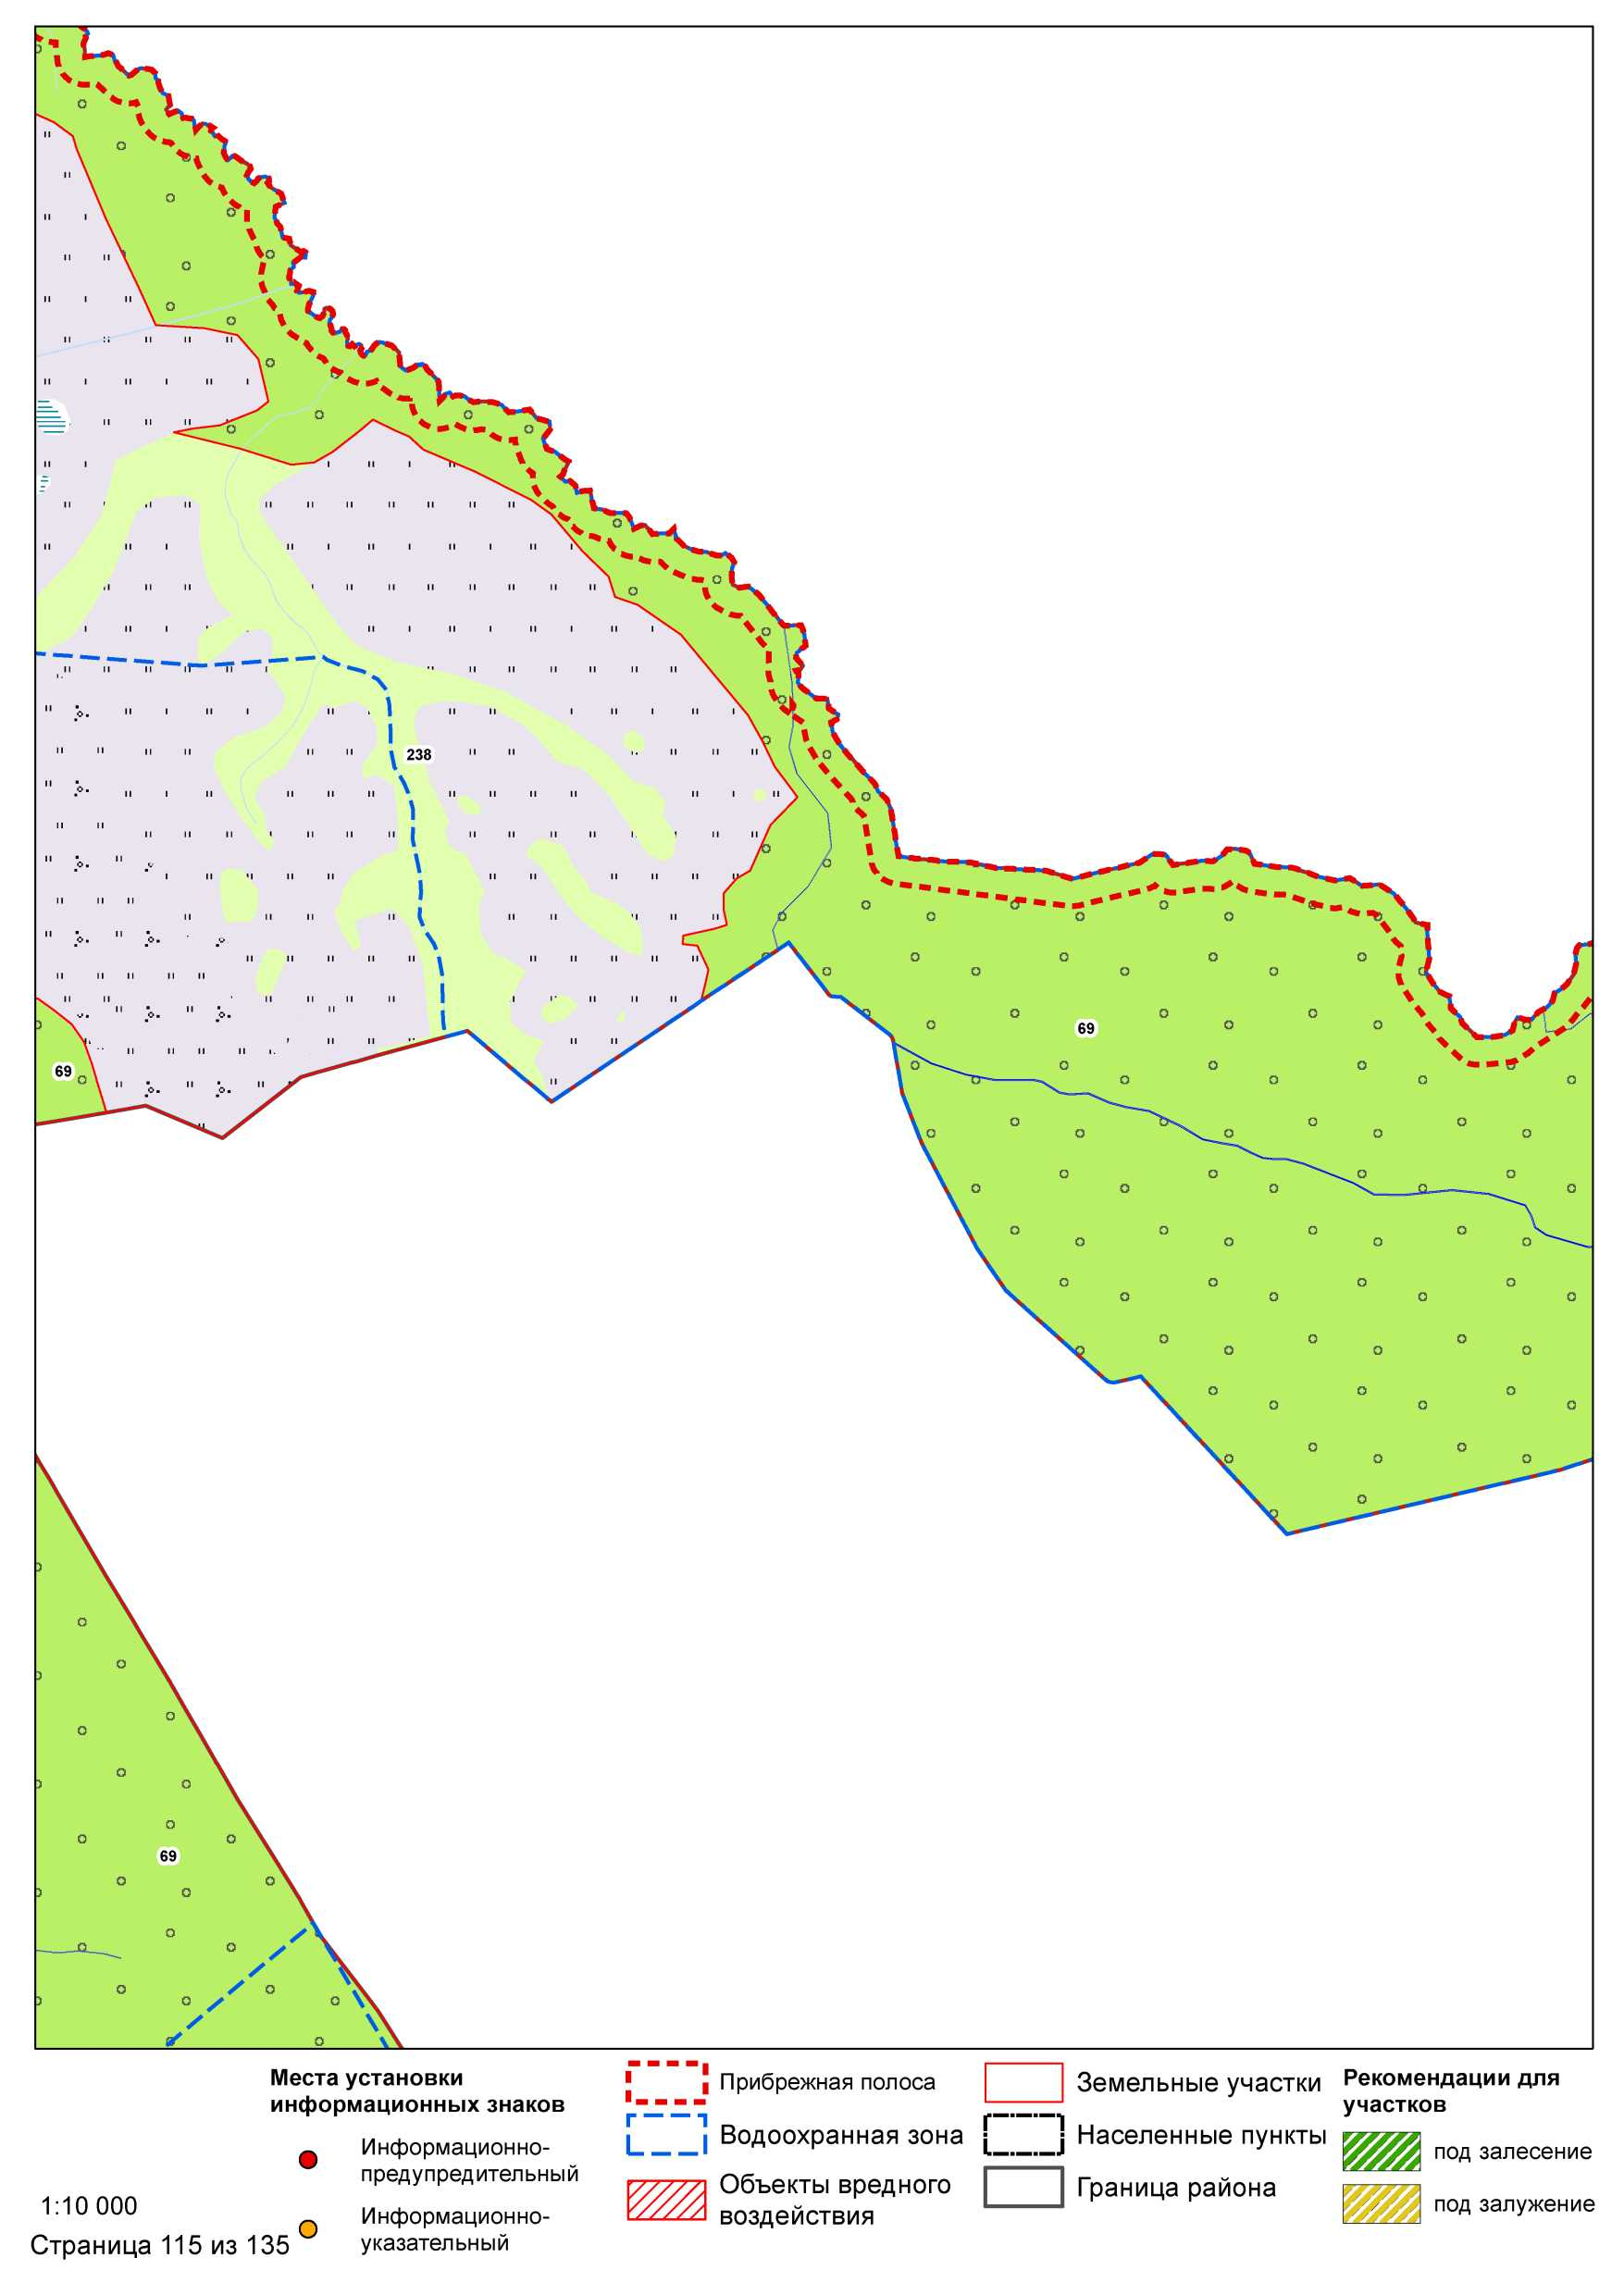 238
69
69
69
Места установки
информационных знаков
Информационно-
предупредительный
Информационно-
указательный
Прибрежная полоса
Водоохранная зона
Объекты вредного
воздействия
Земельные участки
Населенные пункты
Граница района
Рекомендации для
участков
под залесение
под залужение
1:10 000
Страница 115 из 135